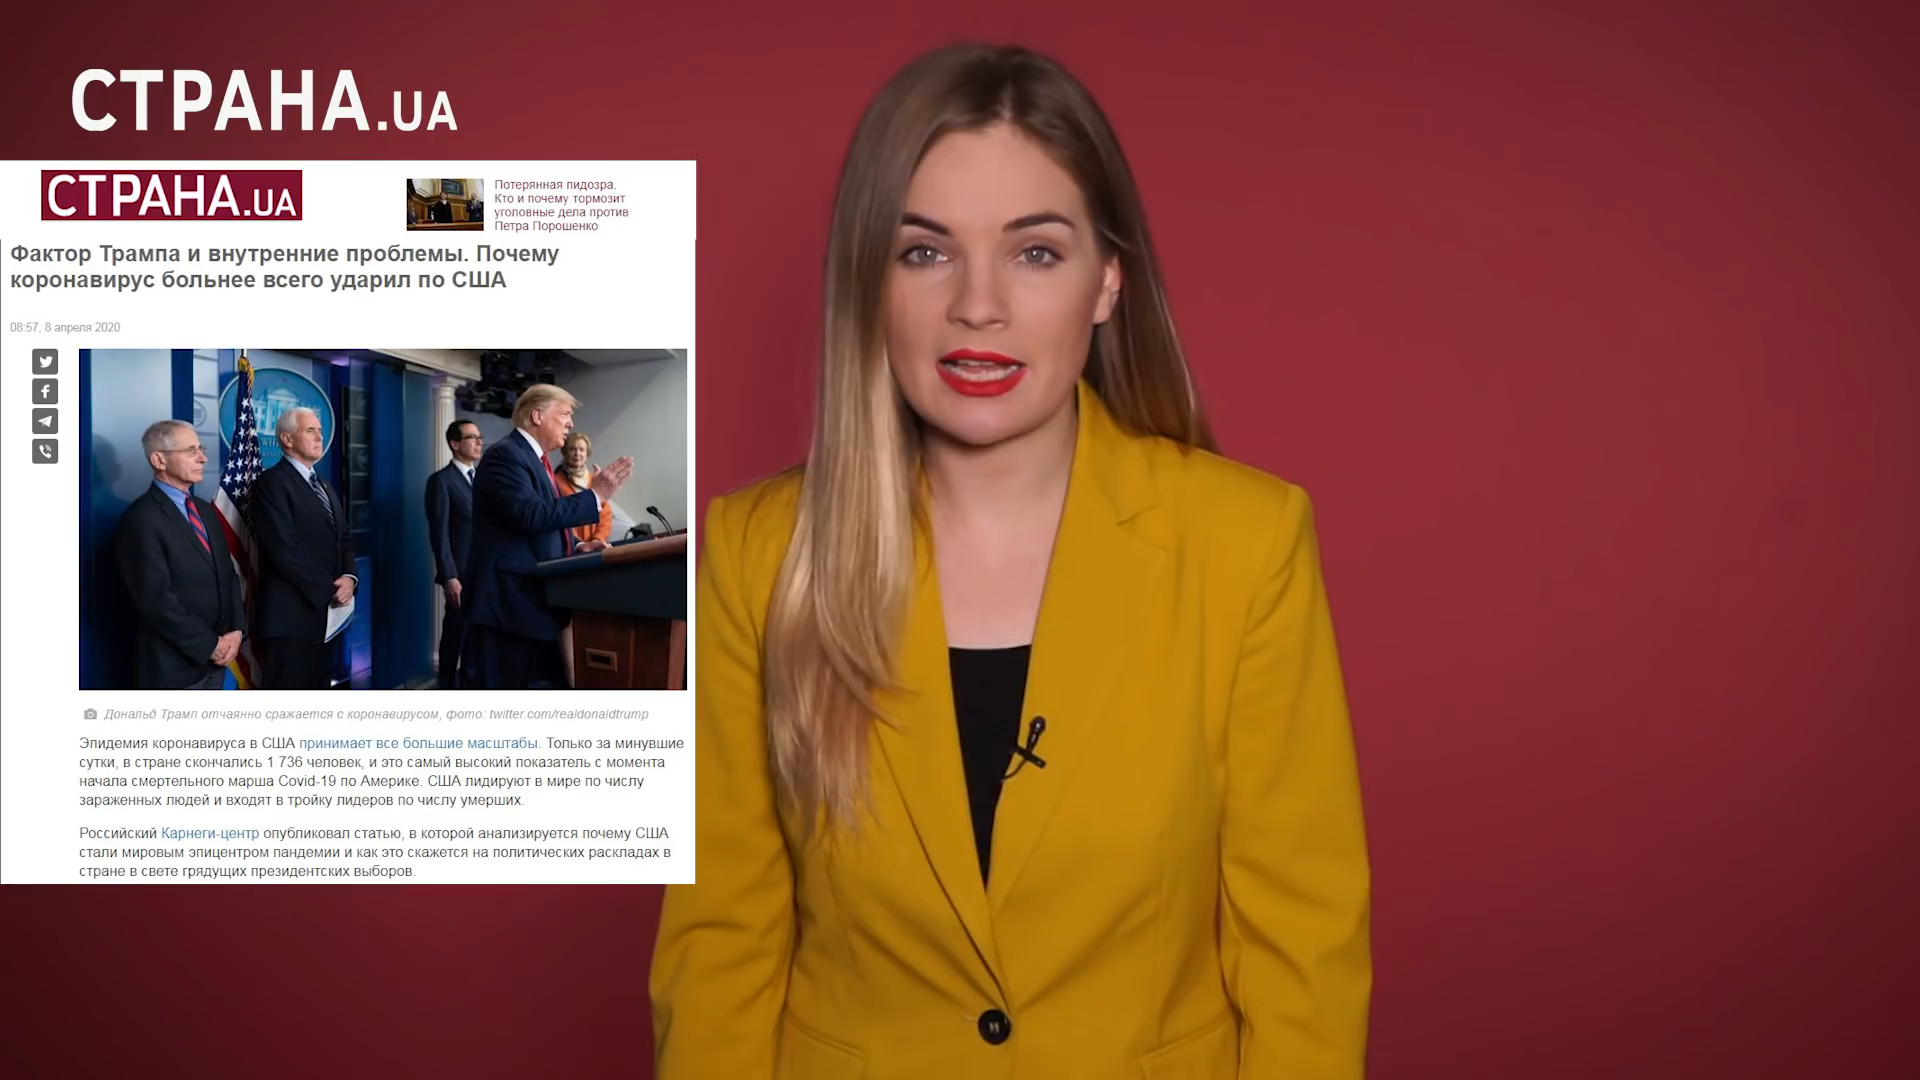 СТРАНА.UA
СТРАНА.UA
Потерянная пидозра.
Кто и почему тормозит
уголовные дела против
Петра Порошенко
Фактор Трампа и внутренние проблемы. Почему
коронавирус больнее всего ударил по США
08:57, 8 апреля 2020
Дональд Трамп отчаянно сражается с коронавирусом, фото: twitter.com/realdonaldtrump
Эпидемия коронавируса в США принимает все большие масштабы. Только за минувшие
сутки, в стране скончались 1 736 человек, и это самый высокий показатель с момента
начала смертельного марша Covid-19 по Америке. США лидируют в мире по числу
зараженных людей и входят в тройку лидеров по числу умерших.
Российский Карнеги-центр опубликовал статью, в которой анализируется почему США
стали мировым эпицентром пандемии и как это скажется на политических раскладах в
стране в свете грядущих президентских выборов.